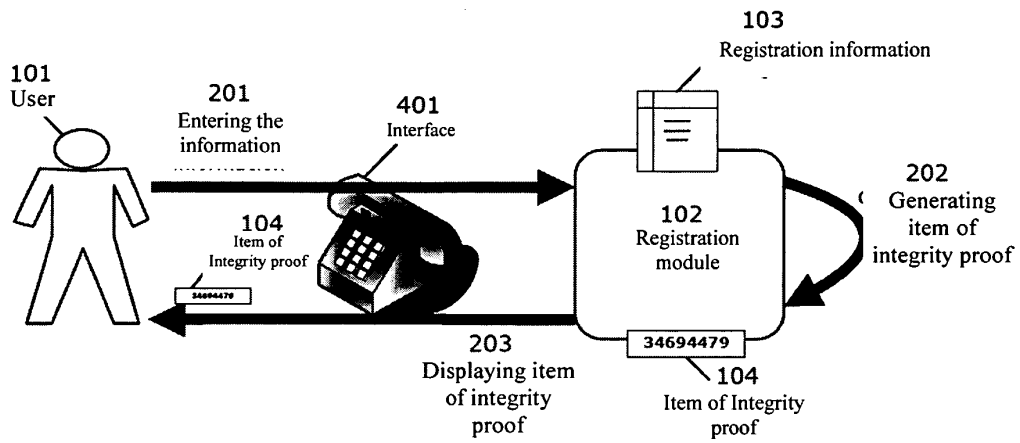 103
Registration information
101
User
201
Entering the
information
401
Interface
104
Item of
Integrity proof
34694479
102
Registration
module
202
Generating
item of
integrity proof
203
Displaying item
of integrity
proof
34694479
104
Item of Integrity
proof